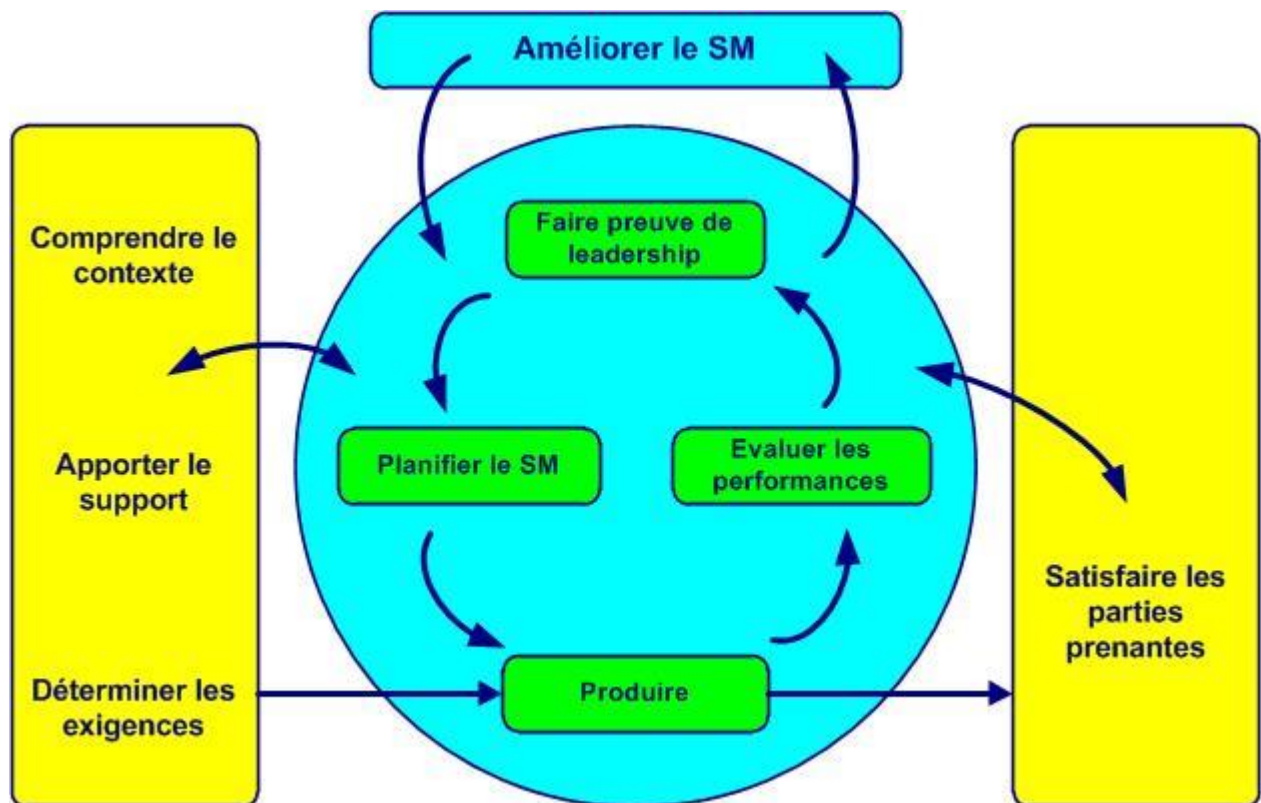 Améliorer le SM
Comprendre le
contexte
Apporter le
support
Déterminer les
exigences
Faire preuve de
leadership
Planifier le SM
Evaluer les
performances
Produire
Satisfaire les
parties
prenantes